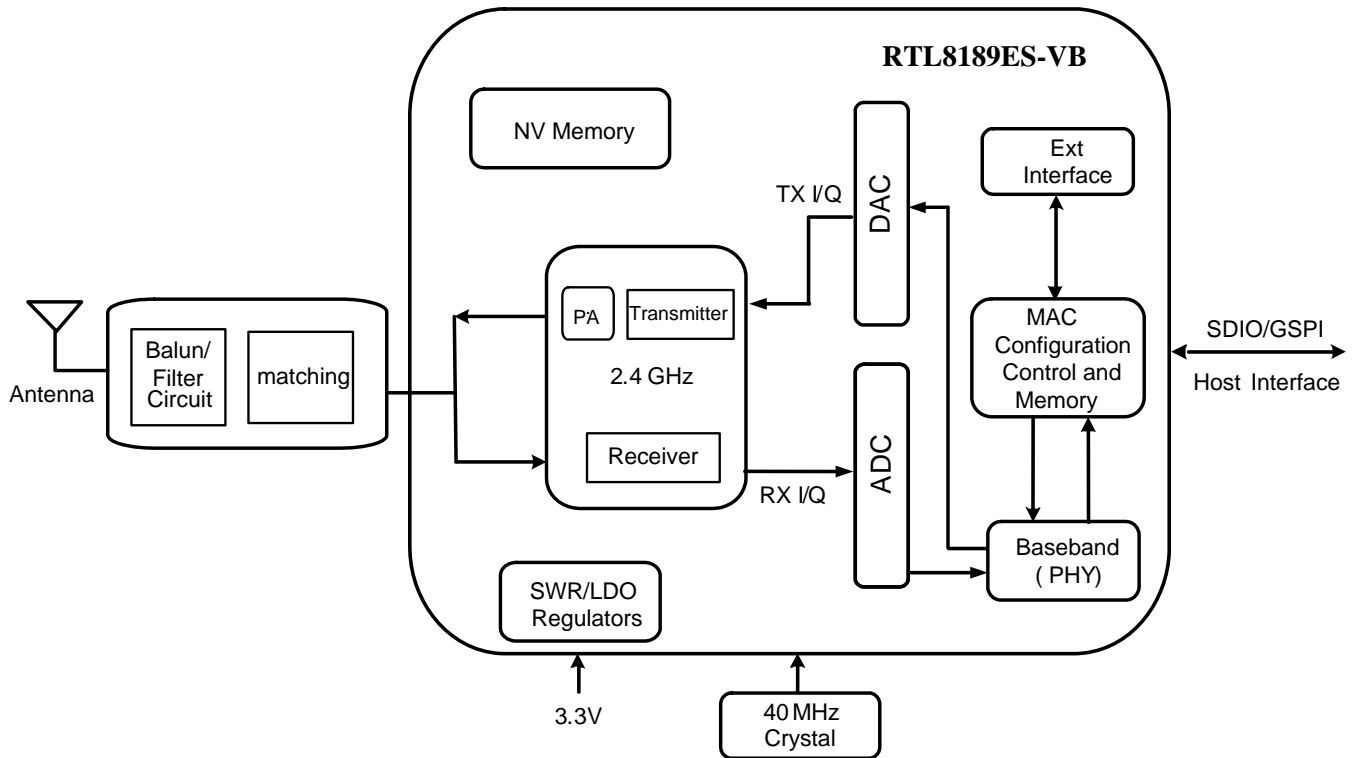 RTL8189ES-VB
NV Memory
Ext
Interface
TX I/Q
DAC
PA
Transmitter
2.4 GHz
Receiver
MAC
Configuration
Control and
Memory
SDIO/GSPI
Host Interface
Balun/
Filter
Circuit
matching
Antenna
RX I/Q
ADC
Baseband
( PHY)
SWR/LDO
Regulators
3.3V
40 MHz
Crystal